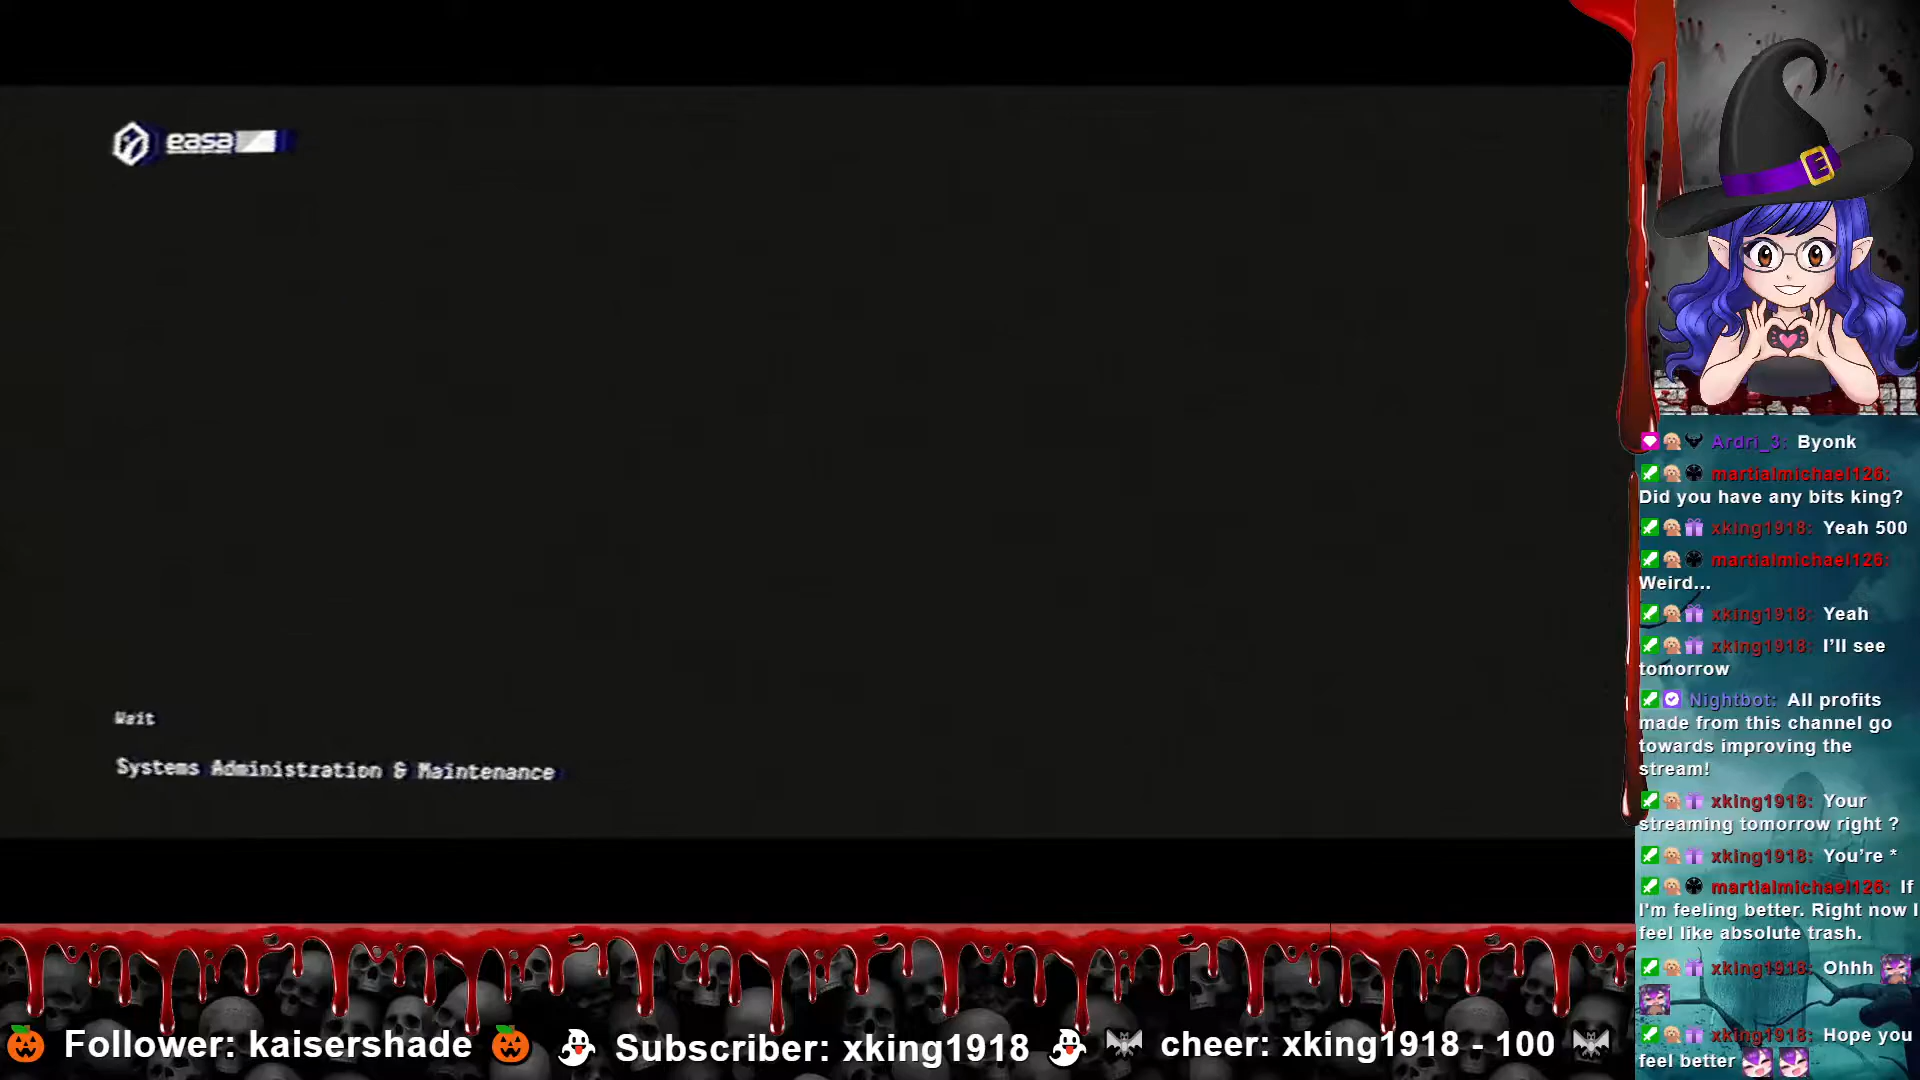 easa
Wait
Systems Administration & Maintenance
Ardri_3: Byonk
martialmichael126:
Did you have any bits king?
xking1918: Yeah 500
martialmichael126:
Weird...
xking1918: Yeah
xking1918: I’ll see
tomorrow
Nightbot: All profits
made from this channel go
towards improving the
stream!
xking1918: Your
streaming tomorrow right ?
xking1918: You’re *
martialmichael126: If
I'm feeling better. Right now I
feel like absolute trash.
xking1918: Ohhh
xking1918: Hope you
feel better
Follower: kaisershade
Subscriber: xking1918
cheer: xking1918 - 100